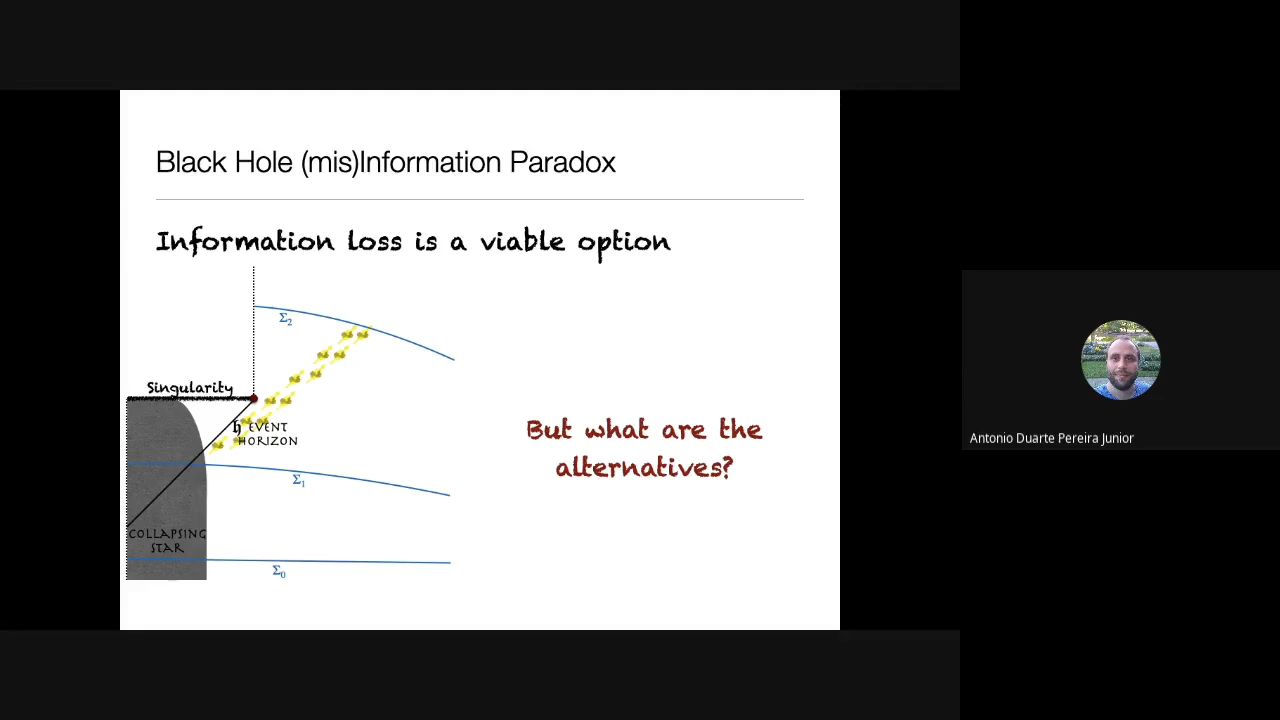 Black Hole (mis)Information Paradox
Information loss is a viable option
Σ2
Singularity
h EVENT
HORIZON
But what are the
alternatives?
Σ1
COLLAPSING
STAR
Σ0
Antonio Duarte Pereira Junior